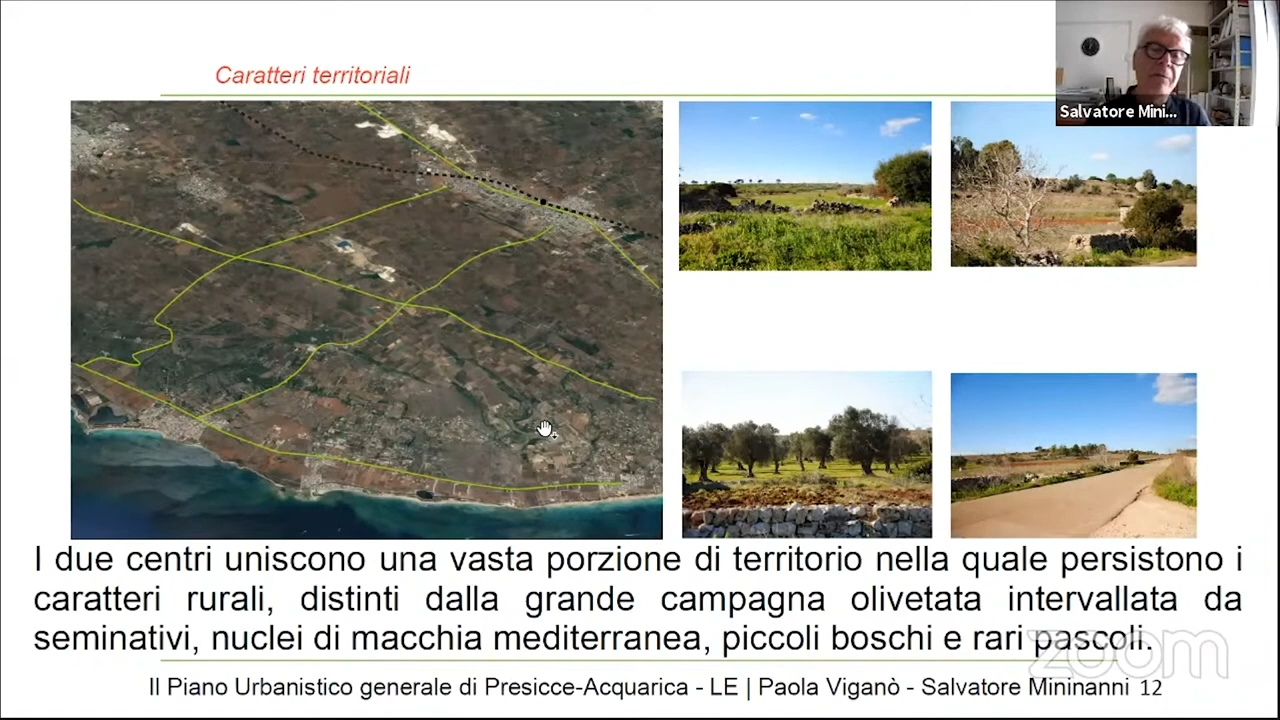 Caratteri territoriali
Salvatore Mini...
I due centri uniscono una vasta porzione di territorio nella quale persistono i
caratteri rurali, distinti dalla grande campagna olivetata intervallata da
seminativi, nuclei di macchia mediterranea, piccoli boschi e rari pascoli.
zoom
Il Piano Urbanistico generale di Presicce-Acquarica - LE | Paola Viganò - Salvatore Mininanni 12